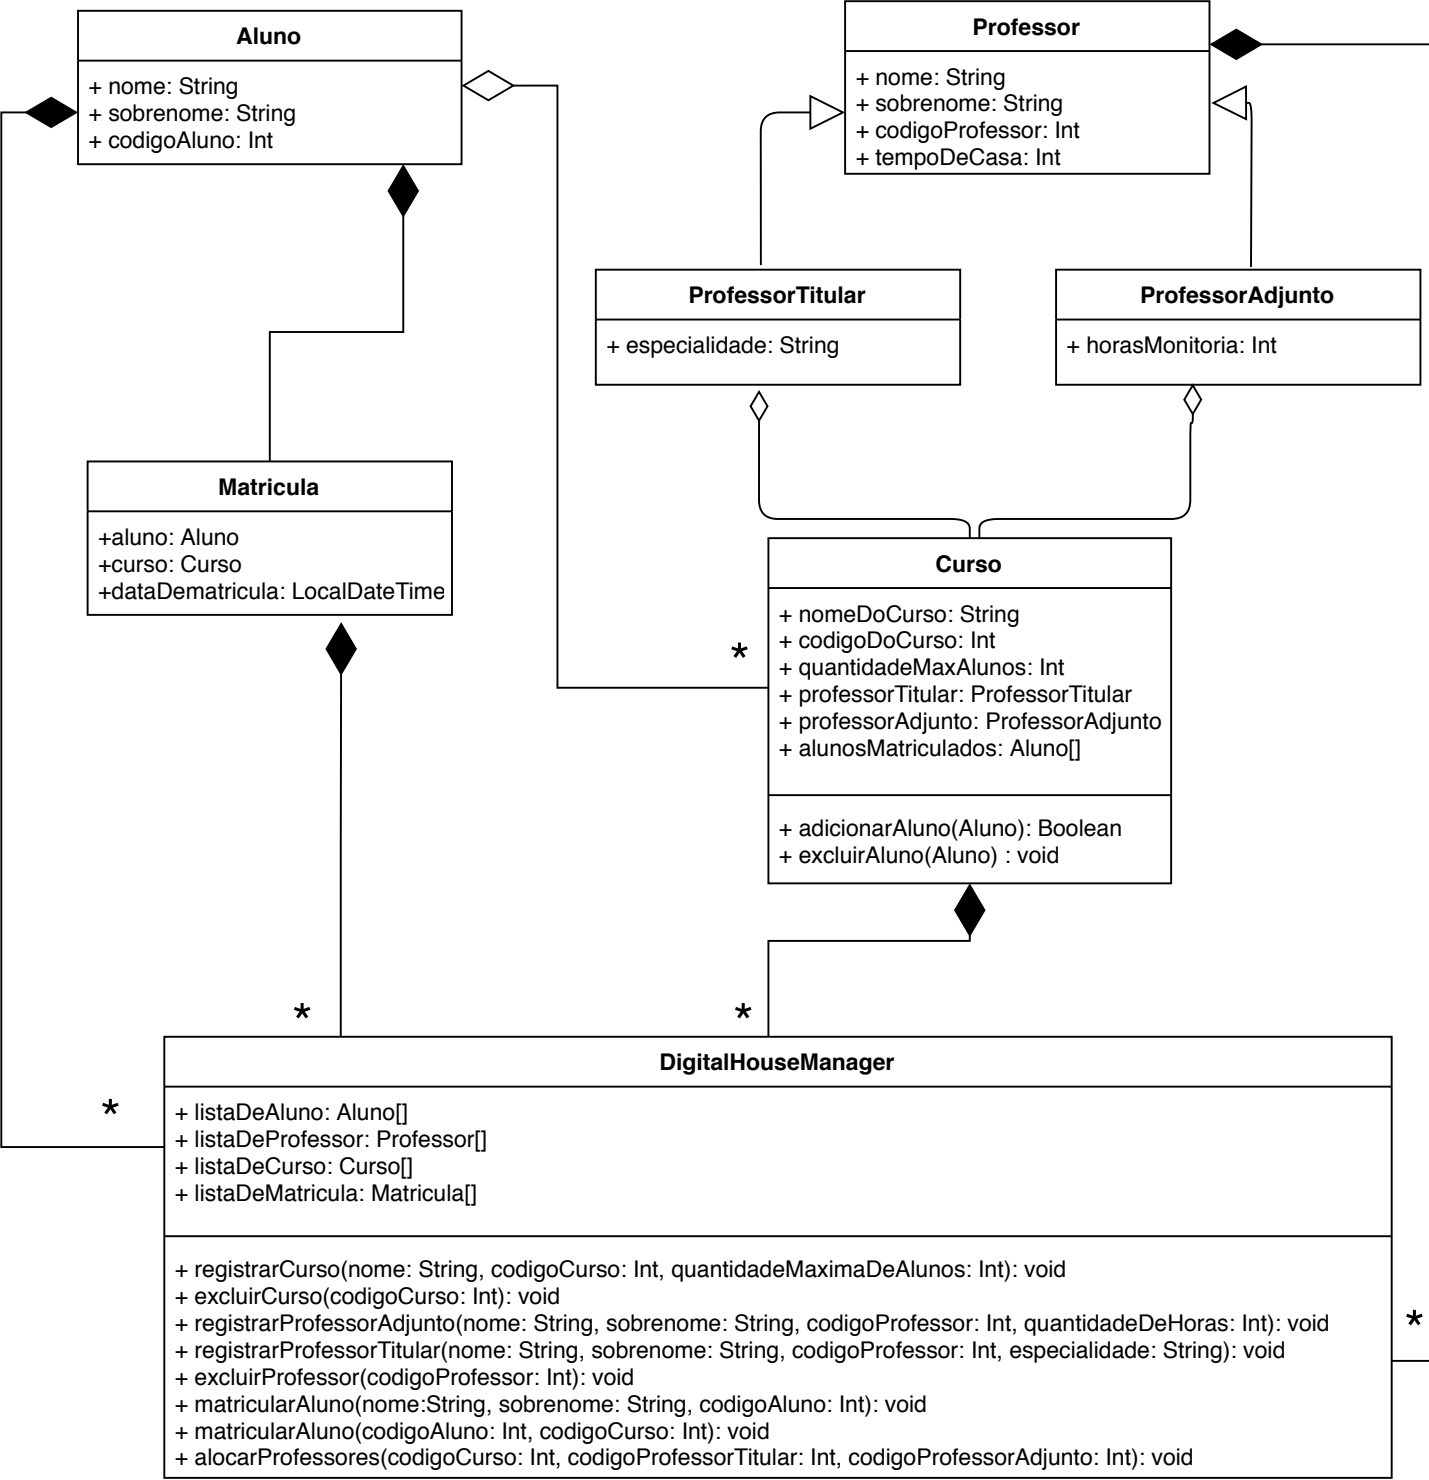 Aluno
+ nome: String
+ sobrenome: String
+ codigoAluno: Int
Professor
+ nome: String
+ sobrenome: String
+ codigoProfessor: Int
+ tempoDeCasa: Int
ProfessorTitular
+ especialidade: String
ProfessorAdjunto
+ horasMonitoria: Int
Matricula
+aluno: Aluno
+curso: Curso
+dataDematricula: LocalDateTime
Curso
+ nomeDoCurso: String
+ codigoDoCurso: Int
+ quantidadeMaxAlunos: Int
+ professorTitular: ProfessorTitular
+ professorAdjunto: ProfessorAdjunto
+ alunosMatriculados: Aluno[]
+ adicionarAluno(Aluno): Boolean
+ excluirAluno(Aluno) : void
*
*
*
*
DigitalHouseManager
+ listaDeAluno: Aluno[]
+ listaDeProfessor: Professor[]
+ listaDeCurso: Curso[]
+ listaDeMatricula: Matricula[]
+ registrarCurso(nome: String, codigoCurso: Int, quantidadeMaximaDeAlunos: Int): void
+ excluirCurso(codigoCurso: Int): void
+ registrarProfessorAdjunto(nome: String, sobrenome: String, codigoProfessor: Int, quantidadeDeHoras: Int): void
+ registrarProfessorTitular(nome: String, sobrenome: String, codigoProfessor: Int, especialidade: String): void
+ excluirProfessor(codigoProfessor: Int): void
+ matricularAluno(nome:String, sobrenome: String, codigoAluno: Int): void
+ matricularAluno(codigoAluno: Int, codigoCurso: Int): void
+ alocarProfessores(codigoCurso: Int, codigoProfessorTitular: Int, codigoProfessorAdjunto: Int): void
*